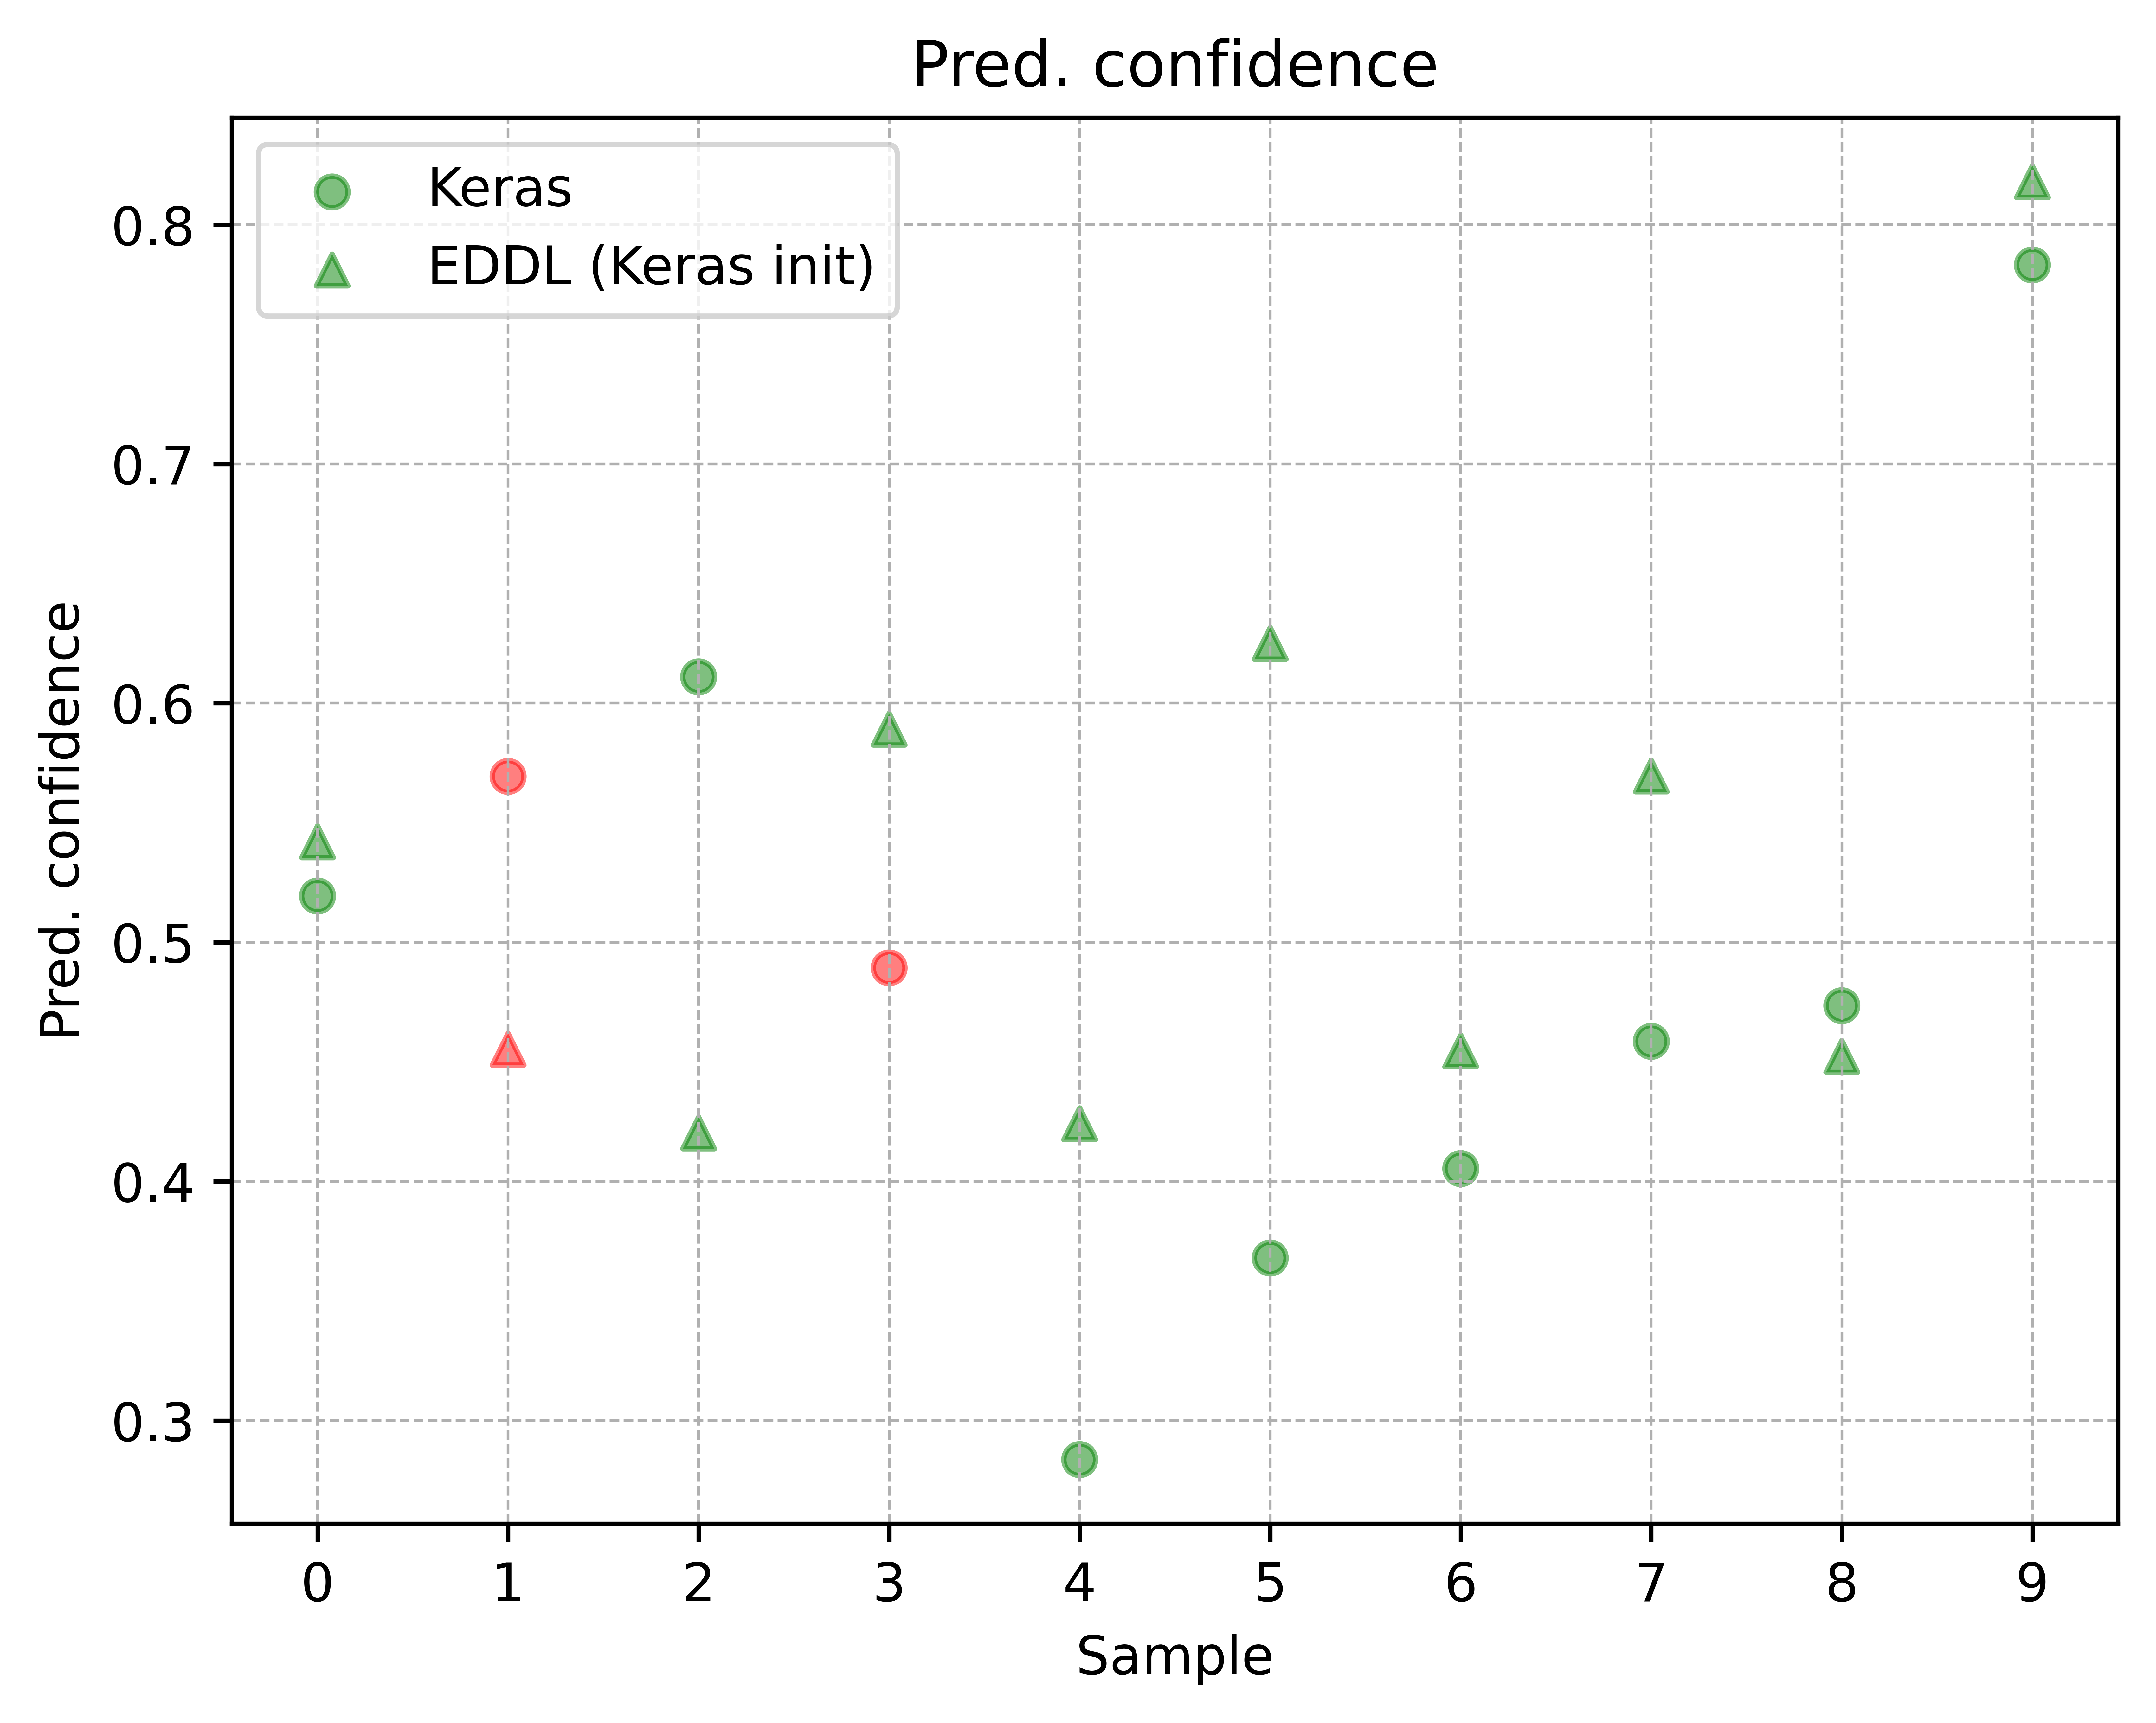 Pred. confidence
Keras
EDDL (Keras init)
0.8
0.7
0.6
0.5
0.4
0.3
Pred. confidence
0 1 2 3 4 5 6 7 8 9
Sample